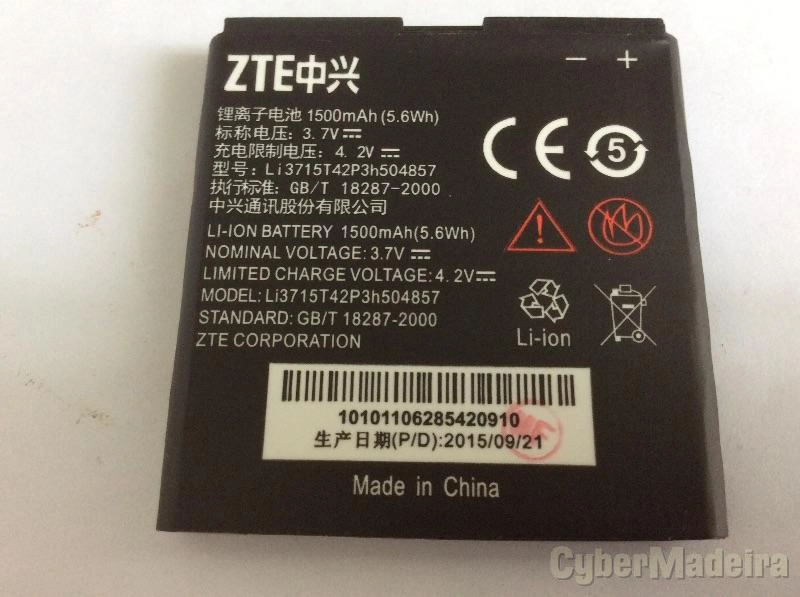 ZTE中兴
− +
锂离子电池 1500mAh (5.6Wh)
标称电压: 3.7V
充电限制电压: 4.2V
型号: Li3715T42P3h504857
执行标准: GB/T 18287-2000
中兴通讯股份有限公司
LI-ION BATTERY 1500mAh(5.6Wh)
NOMINAL VOLTAGE: 3.7V
LIMITED CHARGE VOLTAGE: 4.2V
MODEL: Li3715T42P3h504857
STANDARD: GB/T 18287-2000
ZTE CORPORATION
CE 5
Li-ion
10101106285420910
生产日期(P/D):2015/09/21
Made in China
CyberMadeira